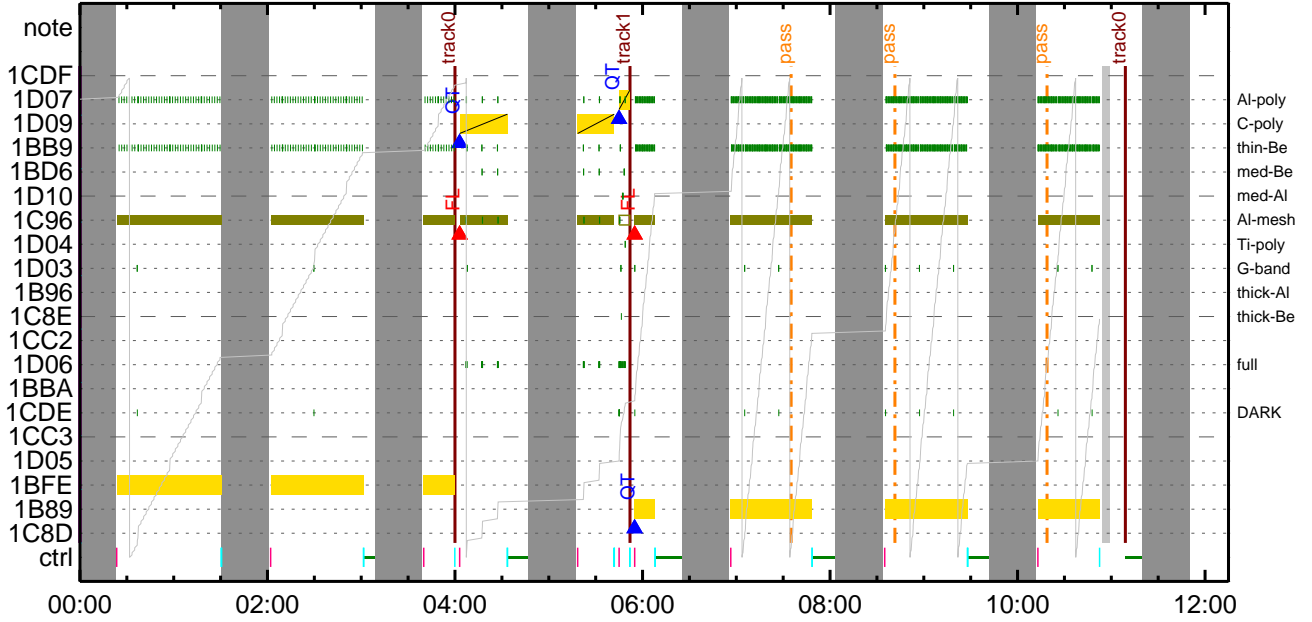 note
track0
track1
pass
pass
pass
track0
1CDF
QT
1D07
QT
Al-poly
1D09
C-poly
1BB9
thin-Be
1BD6
med-Be
1D10
med-Al
FL
FL
1C96
Al-mesh
1D04
Ti-poly
1D03
G-band
1B96
thick-Al
1C8E
thick-Be
1CC2
1D06
full
1BBA
1CDE
DARK
1CC3
1D05
1BFE
QT
1B89
1C8D
ctrl
00:00
02:00
04:00
06:00
08:00
10:00
12:00